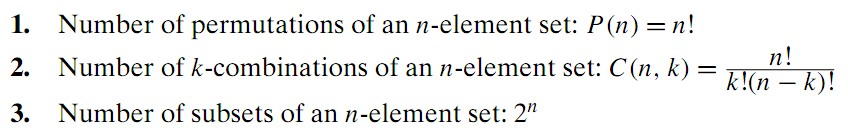 1. Number of permutations of an n-element set: P(n) = n!
2. Number of k-combinations of an n-element set: C(n, k) = n!/k!(n − k)!
3. Number of subsets of an n-element set: 2ⁿ